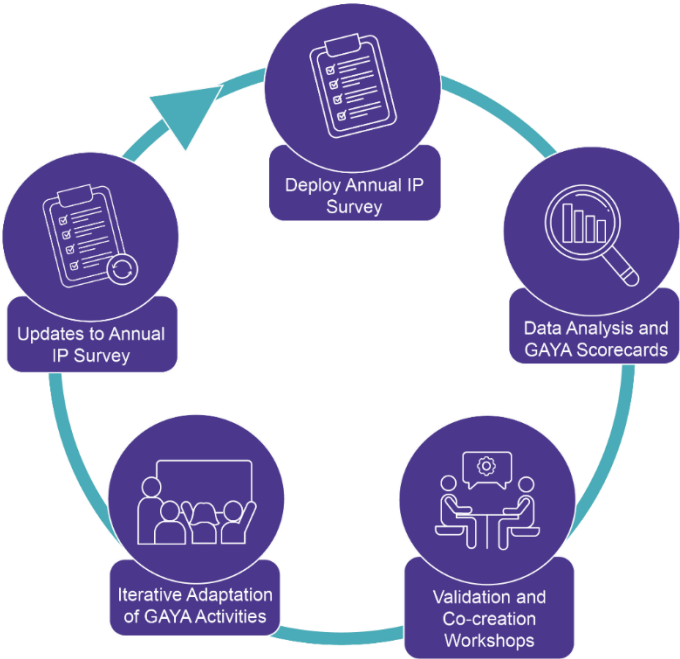 Deploy Annual IP
Survey
Data Analysis and
GAYA Scorecards
Validation and
Co-creation
Workshops
Iterative Adaptation
of GAYA Activities
Updates to Annual
IP Survey